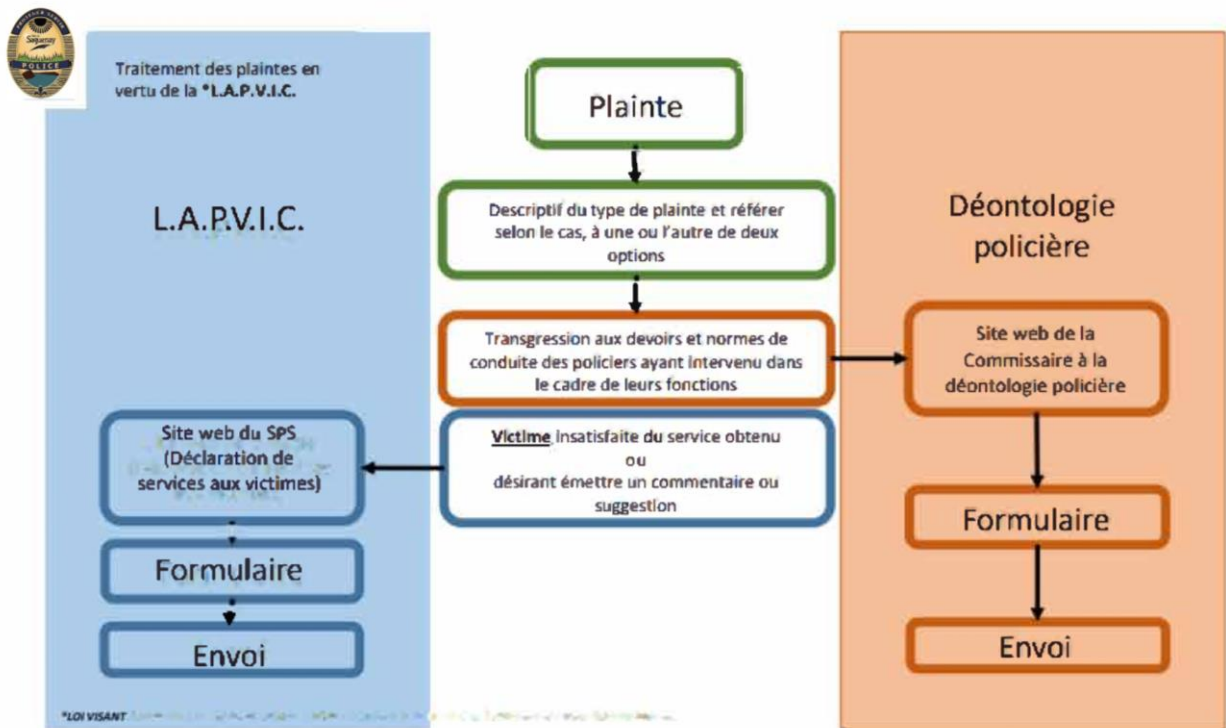 Saguenay
POLICE
Traitement des plaintes en
vertu de la *L.A.P.V.I.C.
L.A.P.V.I.C.
Plainte
Descriptif du type de plainte et référer
selon le cas, à une ou l'autre de deux
options
Transgression aux devoirs et normes de
conduite des policiers ayant intervenu dans
le cadre de leurs fonctions
Victime insatisfaite du service obtenu
ou
désirant émettre un commentaire ou
suggestion
Site web du SPS
(Déclaration de
services aux victimes)
Formulaire
Envoi
Déontologie
policière
Site web de la
Commissaire à la
déontologie policière
Formulaire
Envoi
*LOI VISANT